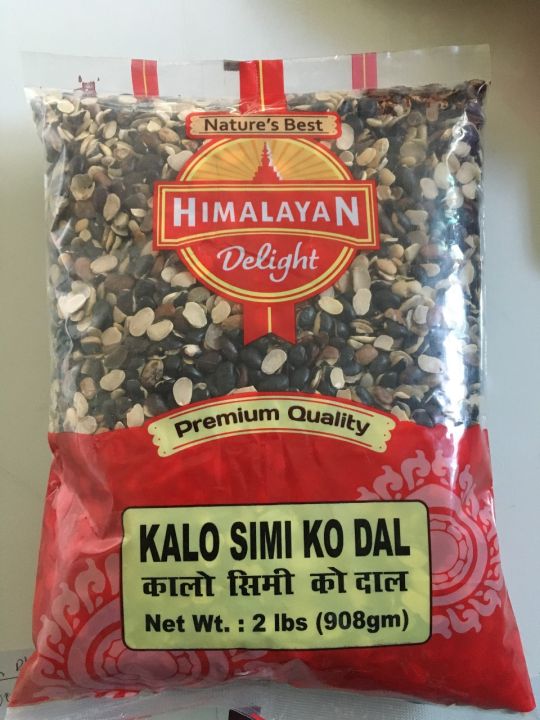 Nature's Best
HIMALAYAN
Delight
Premium Quality
KALO SIMI KO DAL
कालो सिमी को दाल
Net Wt. : 2 lbs (908gm)